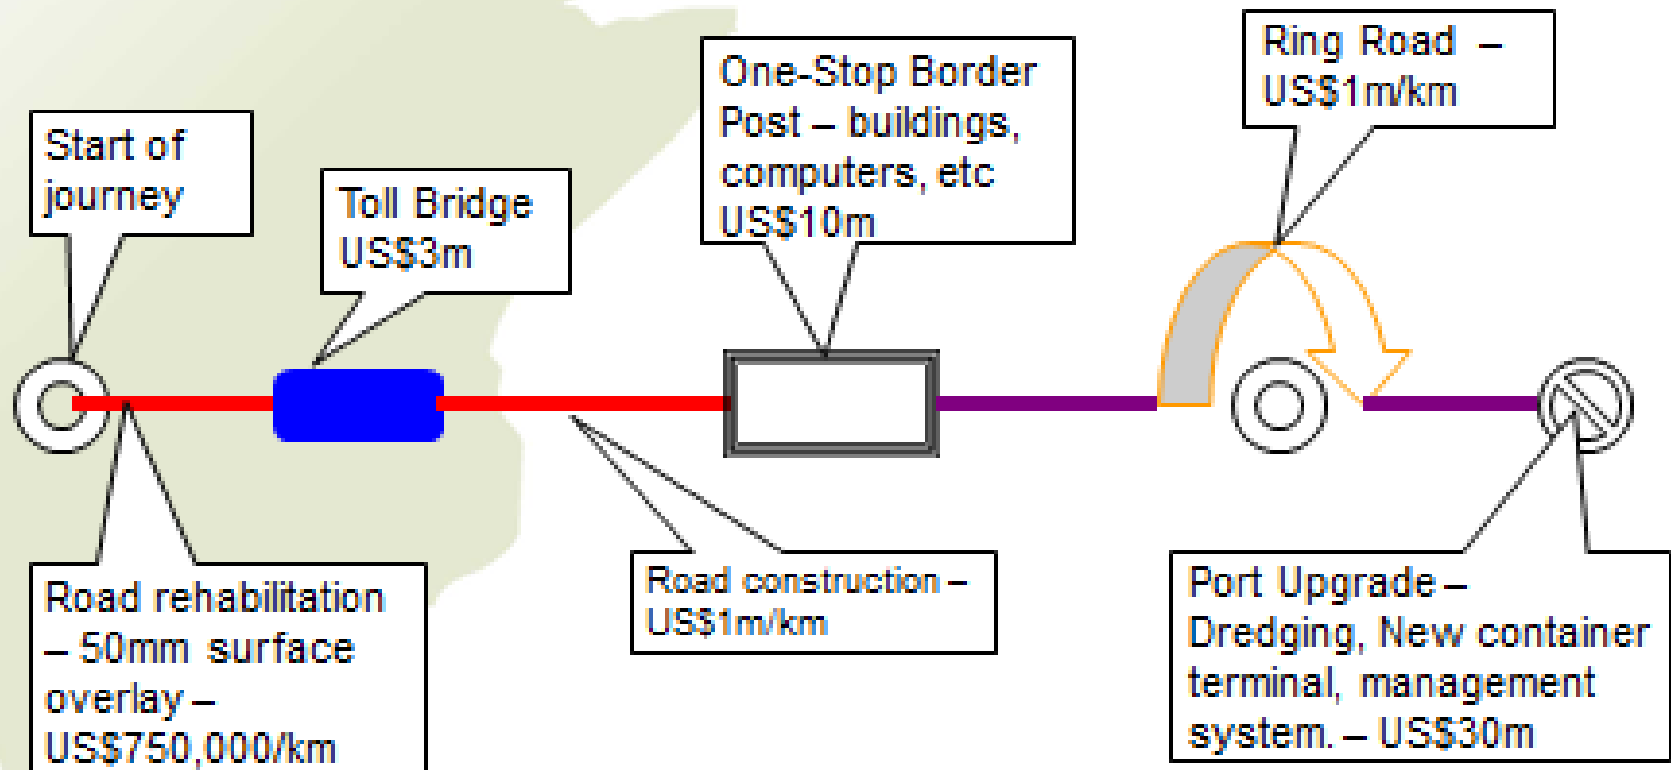 Start of
journey
Toll Bridge
US$3m
One-Stop Border
Post – buildings,
computers, etc
US$10m
Ring Road –
US$1m/km
Road rehabilitation
– 50mm surface
overlay –
US$750,000/km
Road construction –
US$1m/km
Port Upgrade –
Dredging, New container
terminal, management
system. – US$30m